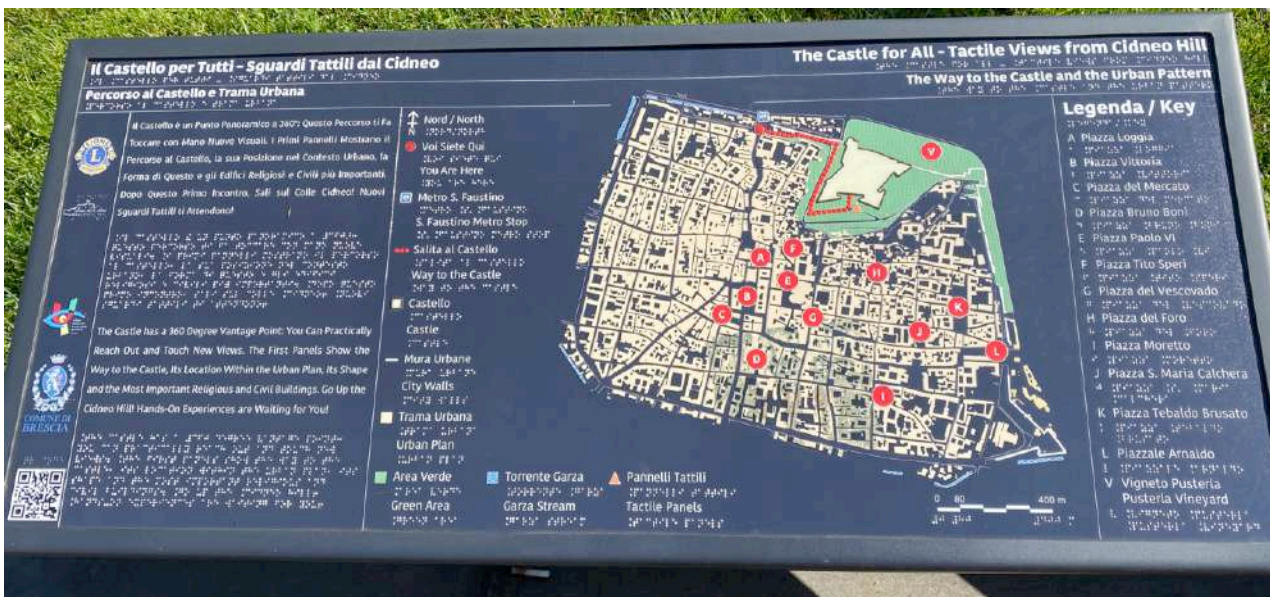 Il Castello per Tutti - Sguardi Tattili dal Cidneo
The Castle for All - Tactile Views from Cidneo Hill
Percorso al Castello e Trama Urbana
The Way to the Castle and the Urban Pattern
Il Castello è un Punto Panoramico a 360°: Questo Percorso ti Fa
Toccare con Mano Nuove Visuali. I Primi Pannelli Mostrano il
Percorso al Castello, la sua Posizione nel Contesto Urbano, la
Forma di Questo e gli Edifici Religiosi e Civili più Importanti.
Dopo Questo Primo Incontro, Sali sul Colle Cidneo! Nuovi
Sguardi Tattili ti Attendono!
The Castle has a 360 Degree Vantage Point: You Can Practically
Reach Out and Touch New Views. The First Panels Show the
Way to the Castle, Its Location Within the Urban Plan, Its Shape
and the Most Important Religious and Civil Buildings. Go Up the
Cidneo Hill! Hands-On Experiences are Waiting for You!
COMUNE DI
BRESCIA
N
Nord / North
Voi Siete Qui
You Are Here
Metro S. Faustino
S. Faustino Metro Stop
Salita al Castello
Way to the Castle
Castello
Castle
Mura Urbane
City Walls
Trama Urbana
Urban Plan
Area Verde
Green Area
Torrente Garza
Garza Stream
Pannelli Tattili
Tactile Panels
V
F
A
E
H
B
K
C
G
J
L
D
I
0 80 400 m
Legenda / Key
A Piazza Loggia
B Piazza Vittoria
C Piazza del Mercato
D Piazza Bruno Boni
E Piazza Paolo VI
F Piazza Tito Speri
G Piazza del Vescovado
H Piazza del Foro
I Piazza Moretto
J Piazza S. Maria Calchera
K Piazza Tebaldo Brusato
L Piazzale Arnaldo
V Vigneto Pusterla
Pusterla Vineyard